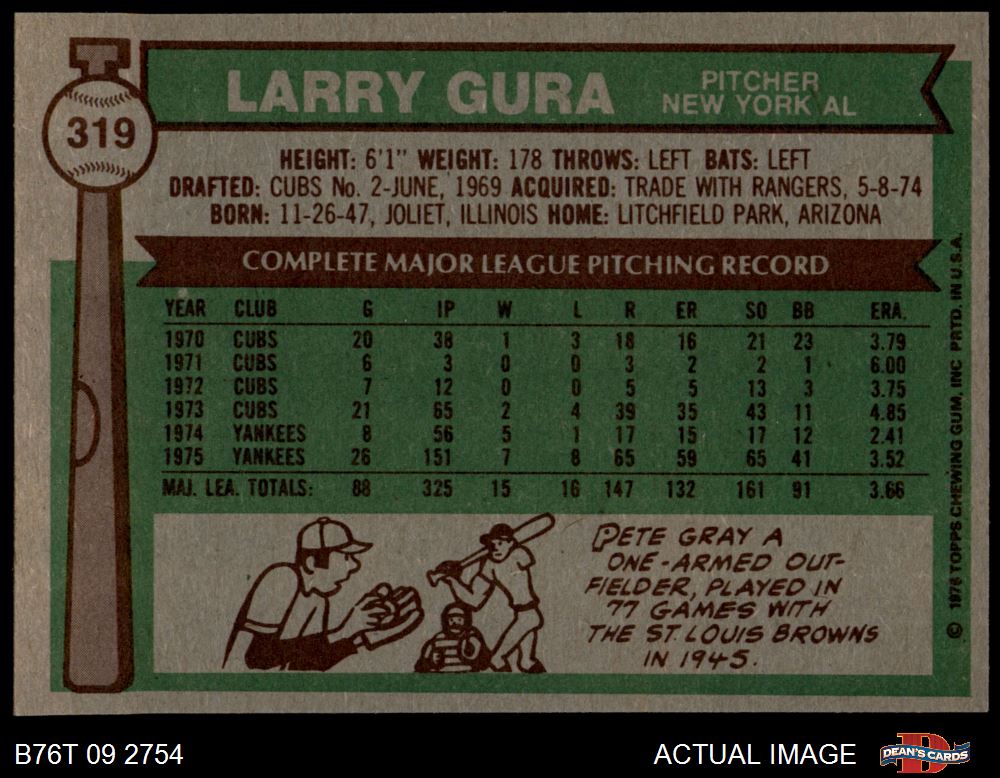 319
LARRY GURA
PITCHER
NEW YORK AL
HEIGHT: 6'1" WEIGHT: 178 THROWS: LEFT BATS: LEFT
DRAFTED: CUBS No. 2-JUNE, 1969 ACQUIRED: TRADE WITH RANGERS, 5-8-74
BORN: 11-26-47, JOLIET, ILLINOIS HOME: LITCHFIELD PARK, ARIZONA
COMPLETE MAJOR LEAGUE PITCHING RECORD
YEAR CLUB G IP W L R ER SO BB ERA.
1970 CUBS 20 38 1 3 18 16 21 23 3.79
1971 CUBS 6 3 0 0 3 2 2 1 6.00
1972 CUBS 7 12 0 0 5 5 13 3 3.75
1973 CUBS 21 65 2 4 39 35 43 11 4.85
1974 YANKEES 8 56 5 1 17 15 17 12 2.41
1975 YANKEES 26 151 7 8 65 59 65 41 3.52
MAJ. LEA. TOTALS: 88 325 15 16 147 132 161 91 3.66
PETE GRAY A
ONE-ARMED OUT-
FIELDER, PLAYED IN
77 GAMES WITH
THE ST. LOUIS BROWNS
IN 1945.
© 1976 TOPPS CHEWING GUM, INC PRTD. IN U.S.A.
B76T 09 2754
ACTUAL IMAGE
D
DEAN'S CARDS